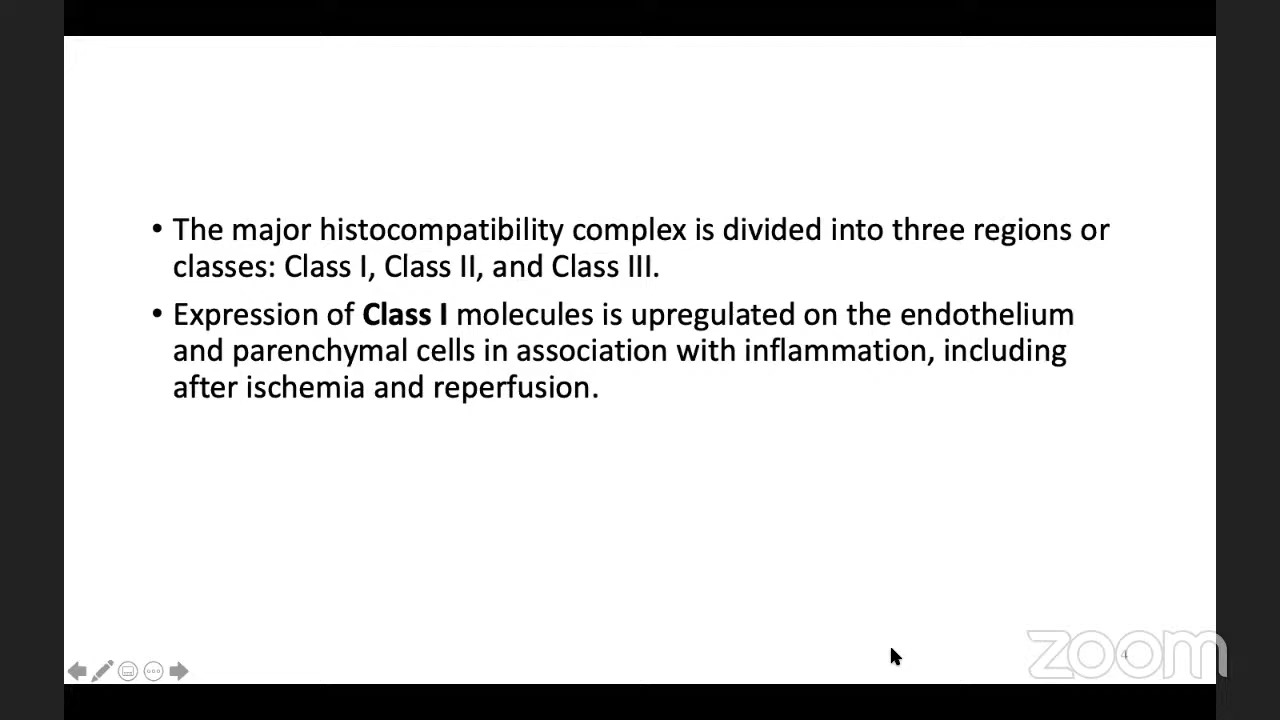 • The major histocompatibility complex is divided into three regions or
classes: Class I, Class II, and Class III.
• Expression of Class I molecules is upregulated on the endothelium
and parenchymal cells in association with inflammation, including
after ischemia and reperfusion.
4
zoom